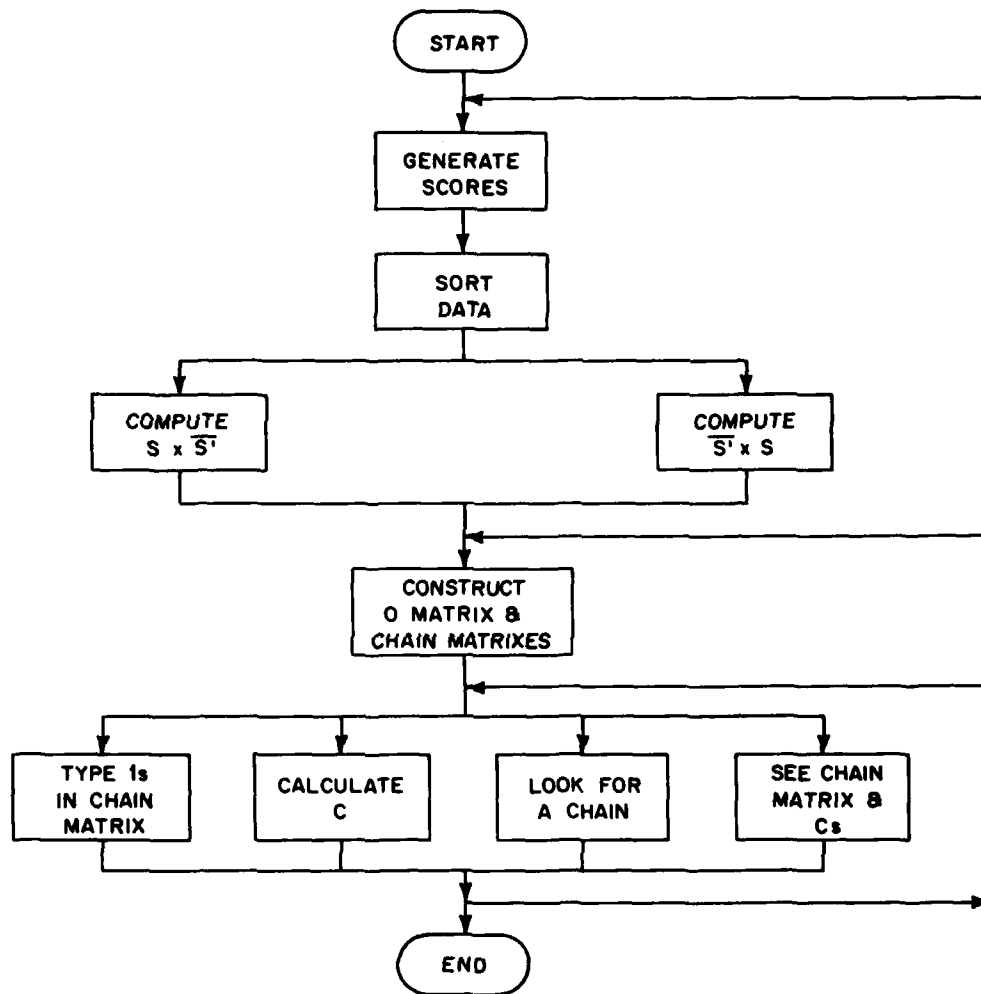 START
GENERATE
SCORES
SORT
DATA
COMPUTE
S x S̅'̅
COMPUTE
S̅'̅ x S
CONSTRUCT
O MATRIX &
CHAIN MATRIXES
TYPE 1s
IN CHAIN
MATRIX
CALCULATE
C
LOOK FOR
A CHAIN
SEE CHAIN
MATRIX &
Cs
END